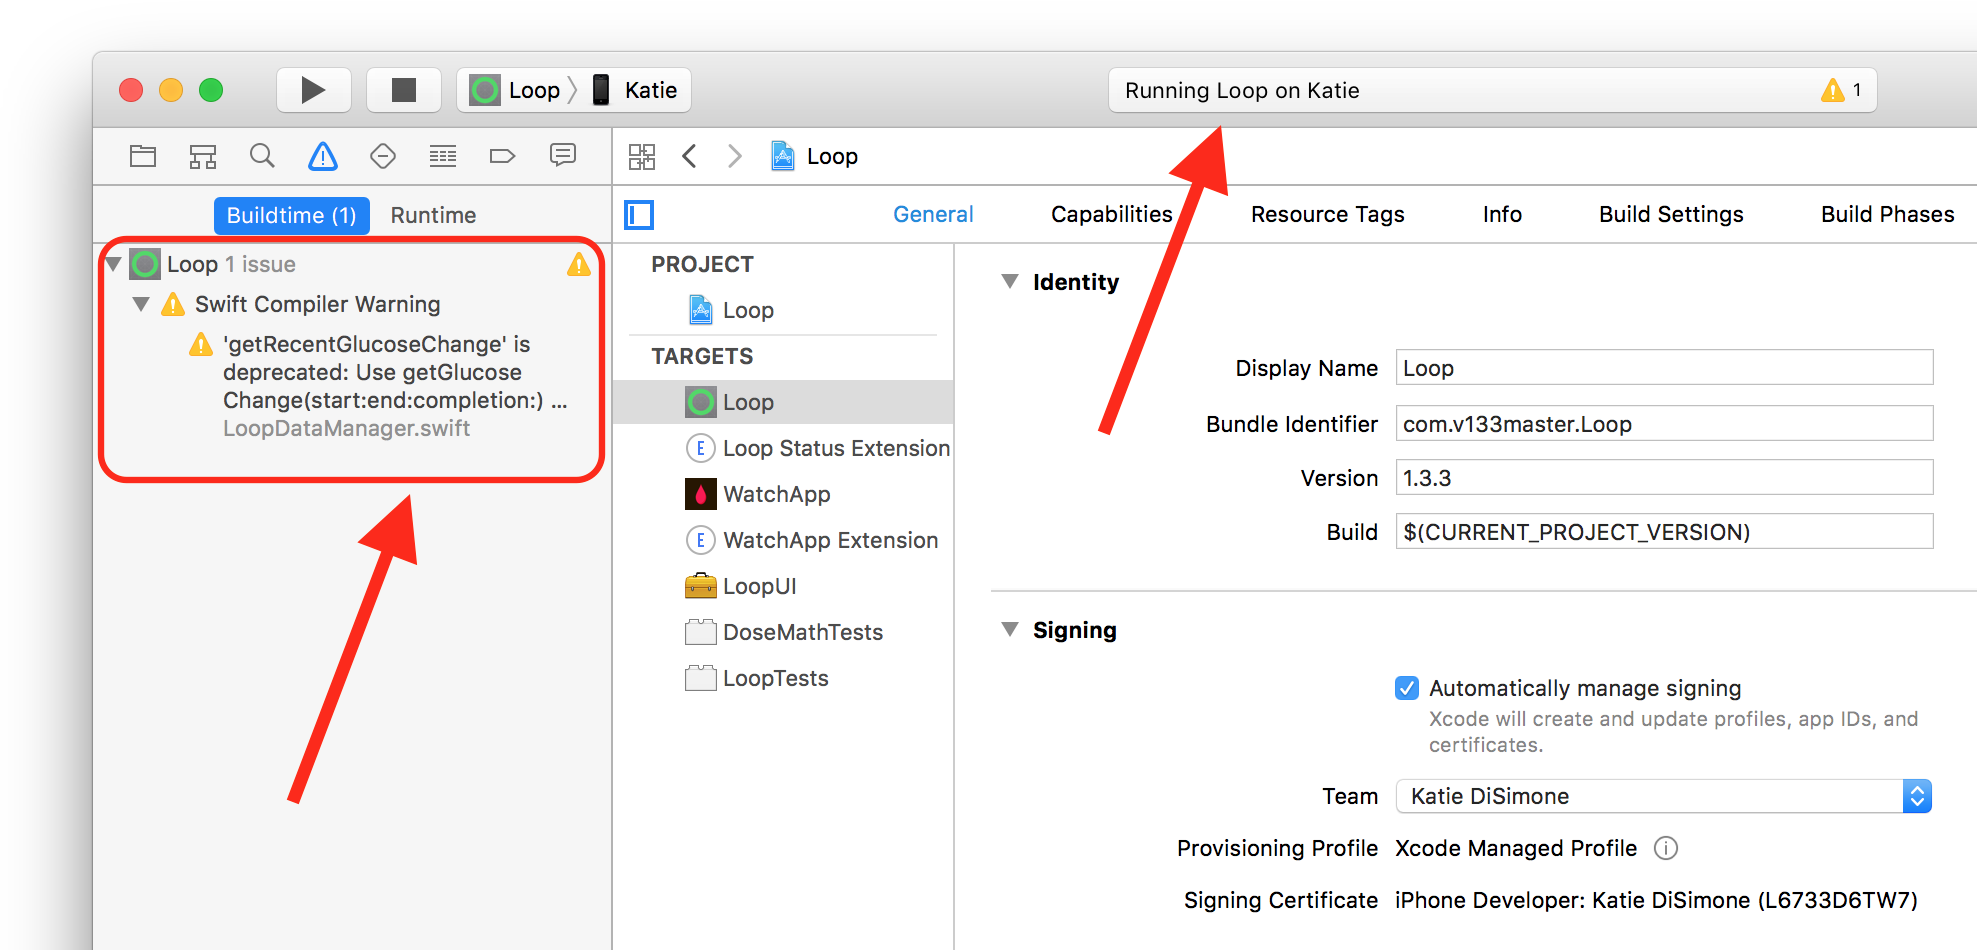 Loop Katie
Running Loop on Katie 1
Loop
Buildtime (1) Runtime
General Capabilities Resource Tags Info Build Settings Build Phases
Loop 1 issue
Swift Compiler Warning
'getRecentGlucoseChange' is
deprecated: Use getGlucose
Change(start:end:completion:) ...
LoopDataManager.swift
PROJECT
Loop
TARGETS
Loop
E Loop Status Extension
WatchApp
E WatchApp Extension
LoopUI
DoseMathTests
LoopTests
Identity
Display Name Loop
Bundle Identifier com.v133master.Loop
Version 1.3.3
Build $(CURRENT_PROJECT_VERSION)
Signing
Automatically manage signing
Xcode will create and update profiles, app IDs, and
certificates.
Team Katie DiSimone
Provisioning Profile Xcode Managed Profile
Signing Certificate iPhone Developer: Katie DiSimone (L6733D6TW7)